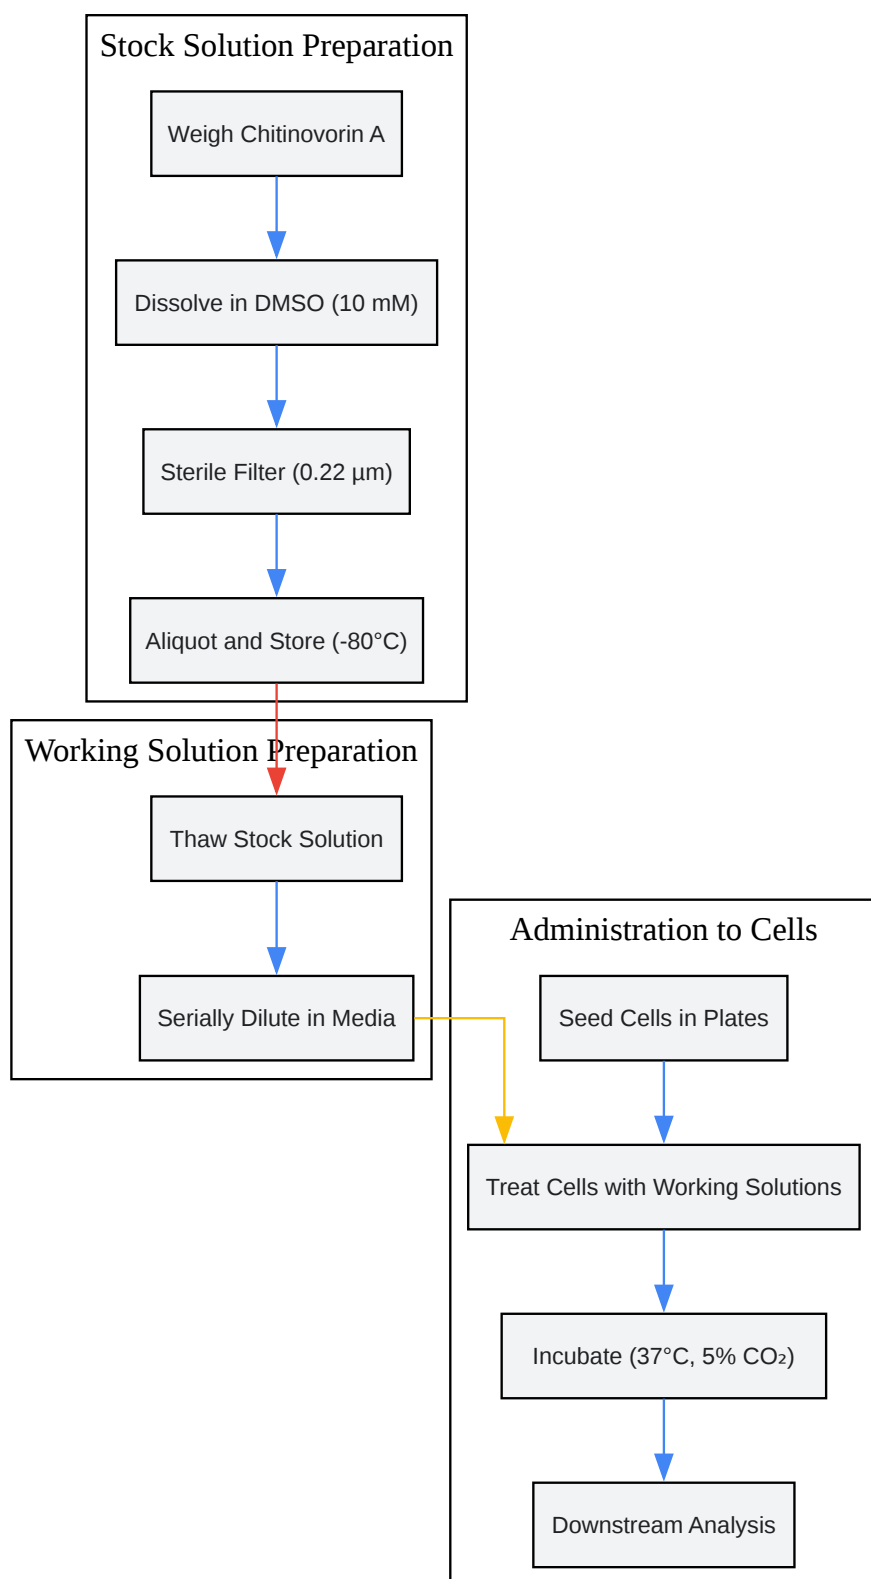 Stock Solution Preparation
Weigh Chitinovorin A
Dissolve in DMSO (10 mM)
Sterile Filter (0.22 µm)
Aliquot and Store (-80°C)
Working Solution Preparation
Thaw Stock Solution
Serially Dilute in Media
Administration to Cells
Seed Cells in Plates
Treat Cells with Working Solutions
Incubate (37°C, 5% CO₂)
Downstream Analysis